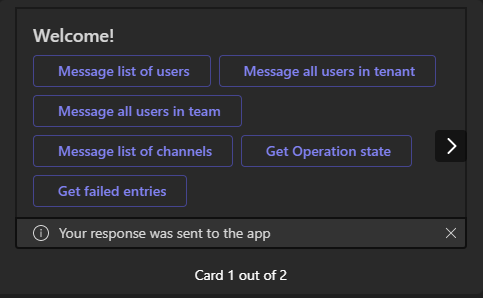 Welcome!
Message list of users
Message all users in tenant
Message all users in team
Message list of channels
Get Operation state
Get failed entries
Your response was sent to the app
Card 1 out of 2